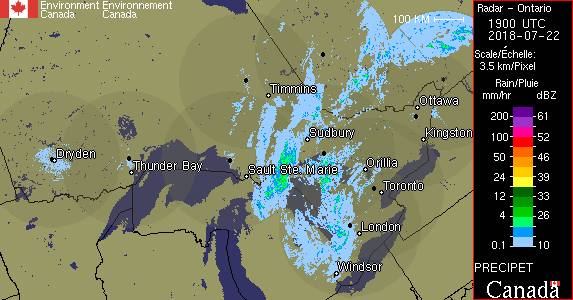 Environment Environnement
Canada Canada
100 KM
Timmins
Ottawa
Sudbury
Kingston
Dryden
Thunder Bay
Sault Ste. Marie
Orillia
Toronto
London
Windsor
Radar - Ontario
1900 UTC
2018-07-22
Scale/Échelle:
3.5 km/Pixel
Rain/Pluie
mm/hr dBZ
200 61
100 56
100 52
50 46
24 39
12 33
4 26
0.1 10
PRECIPET
Canada